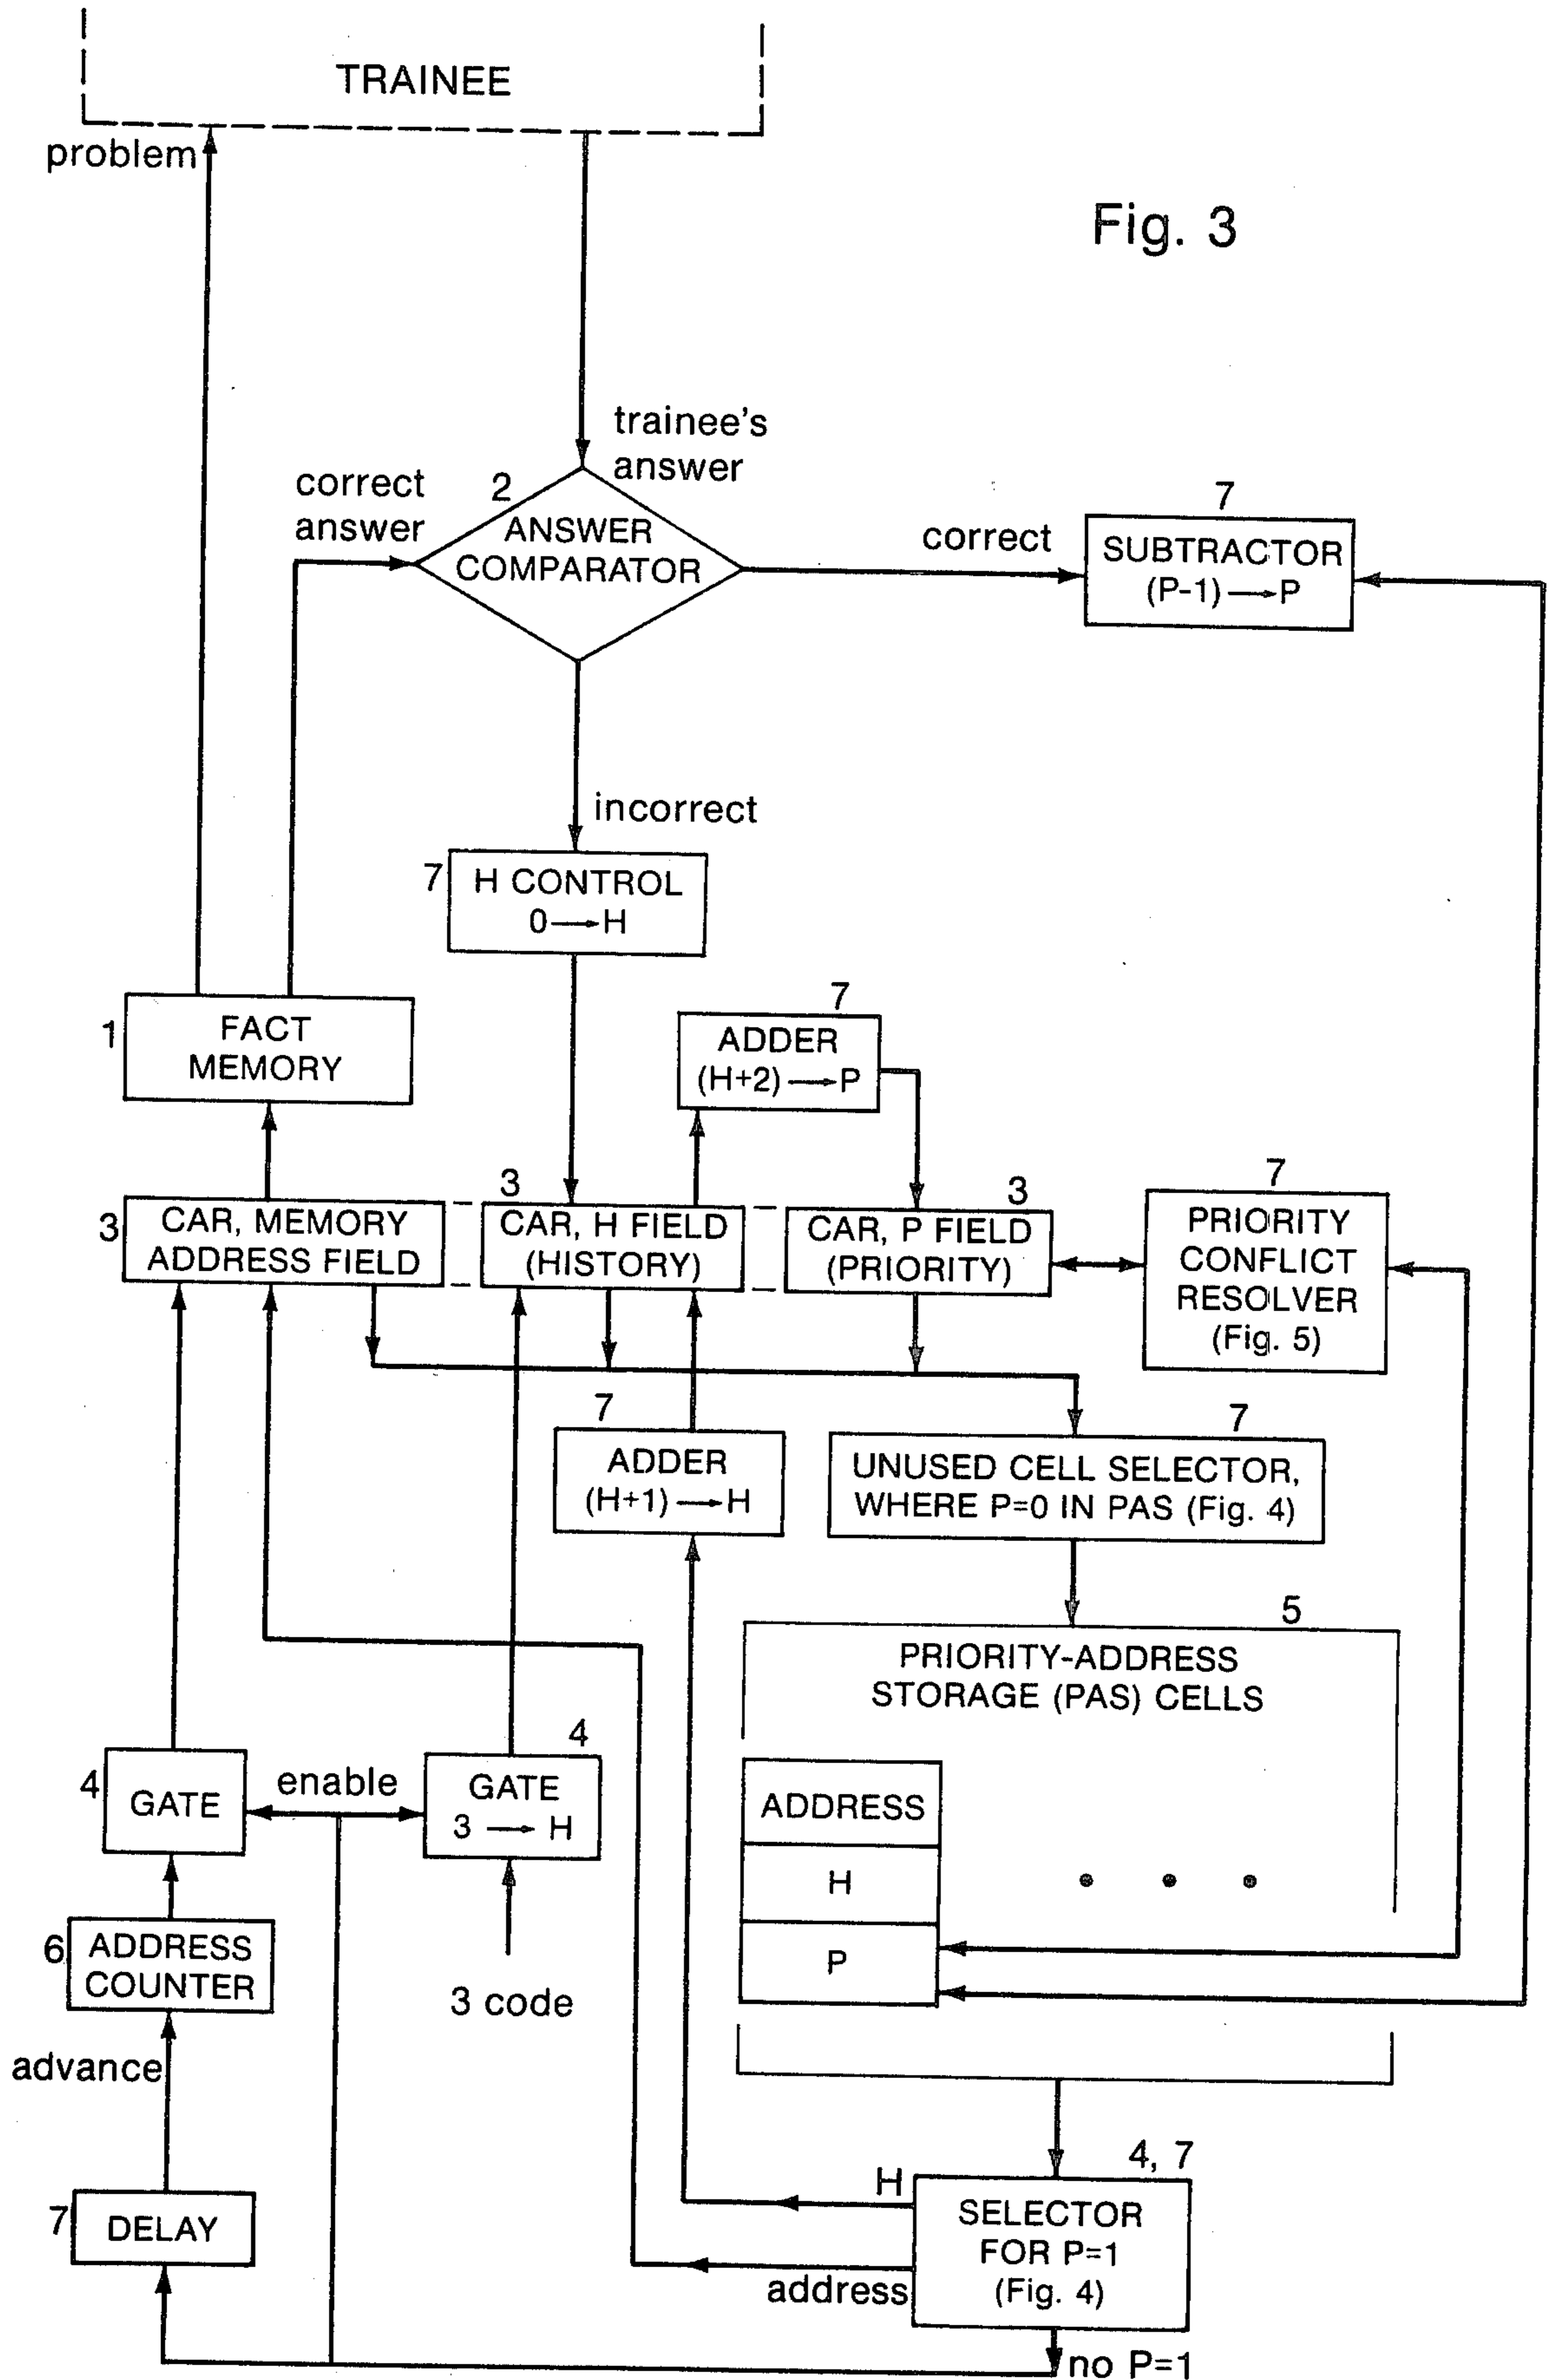 TRAINEE
problem
Fig. 3
trainee's
answer
correct
answer
2
ANSWER
COMPARATOR
correct
7
SUBTRACTOR
(P-1) → P
incorrect
7
H CONTROL
0 → H
1
FACT
MEMORY
7
ADDER
(H+2) → P
3
CAR, MEMORY
ADDRESS FIELD
3
CAR, H FIELD
(HISTORY)
3
CAR, P FIELD
(PRIORITY)
7
PRIORITY
CONFLICT
RESOLVER
(Fig. 5)
7
ADDER
(H+1) → H
7
UNUSED CELL SELECTOR,
WHERE P=0 IN PAS (Fig. 4)
5
PRIORITY-ADDRESS
STORAGE (PAS) CELLS
ADDRESS
H
P
4
GATE
enable
4
GATE
3 → H
3 code
6
ADDRESS
COUNTER
advance
7
DELAY
H
address
4, 7
SELECTOR
FOR P=1
(Fig. 4)
no P=1